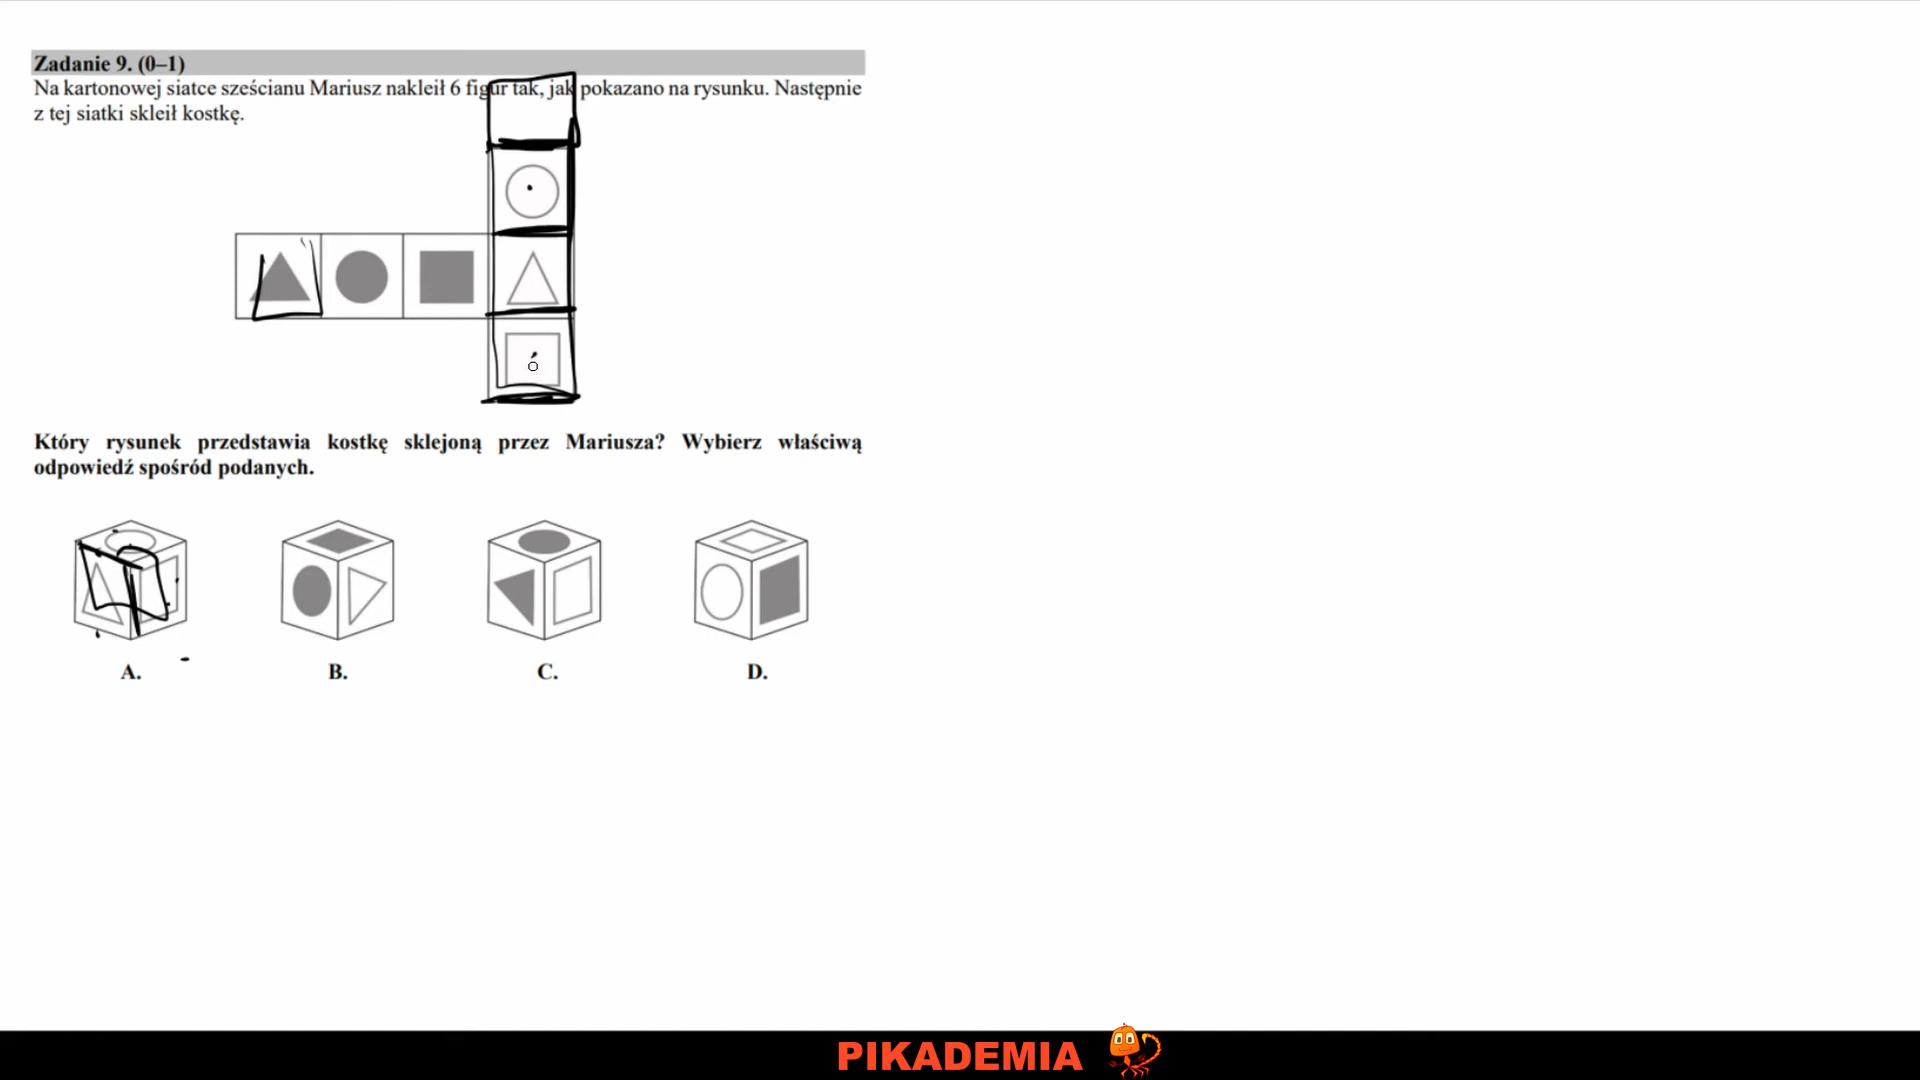 Zadanie 9. (0–1)
Na kartonowej siatce sześcianu Mariusz nakleił 6 figur tak, jak pokazano na rysunku. Następnie
z tej siatki skleił kostkę.
Który rysunek przedstawia kostkę sklejoną przez Mariusza? Wybierz właściwą
odpowiedź spośród podanych.
A. B. C. D.
PIKADEMIA